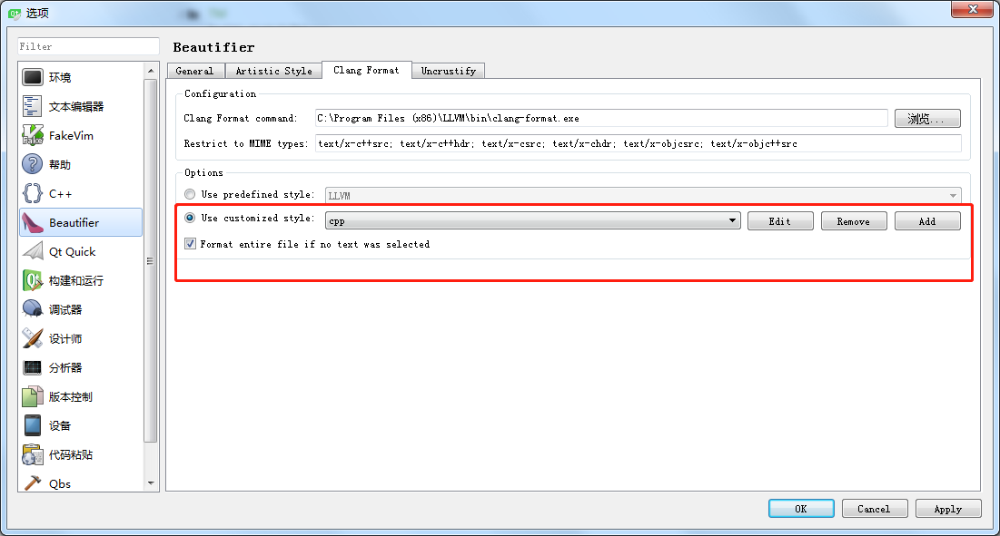 选项
Filter
环境
文本编辑器
FakeVim
帮助
C++
Beautifier
Qt Quick
构建和运行
调试器
设计师
分析器
版本控制
设备
代码粘贴
Qbs
Beautifier
General Artistic Style Clang Format Uncrustify
Configuration
Clang Format command: C:\Program Files (x86)\LLVM\bin\clang-format.exe 浏览...
Restrict to MIME types: text/x-c++src; text/x-c++hdr; text/x-csrc; text/x-chdr; text/x-objcsrc; text/x-objc++src
Options
Use predefined style: LLVM
Use customized style: cpp Edit Remove Add
Format entire file if no text was selected
OK Cancel Apply